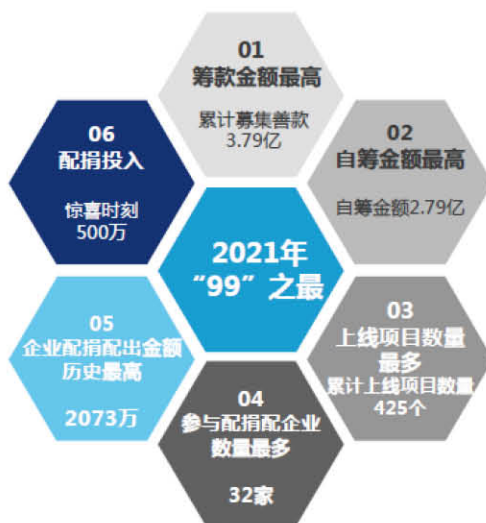 01
筹款金额最高
累计募集善款
3.79亿
02
自筹金额最高
自筹金额2.79亿
03
上线项目数量
最多
累计上线项目数量
425个
04
参与配捐配企业
数量最多
32家
05
企业配捐配出金额
历史最高
2073万
06
配捐投入
惊喜时刻
500万
2021年
“99”之最